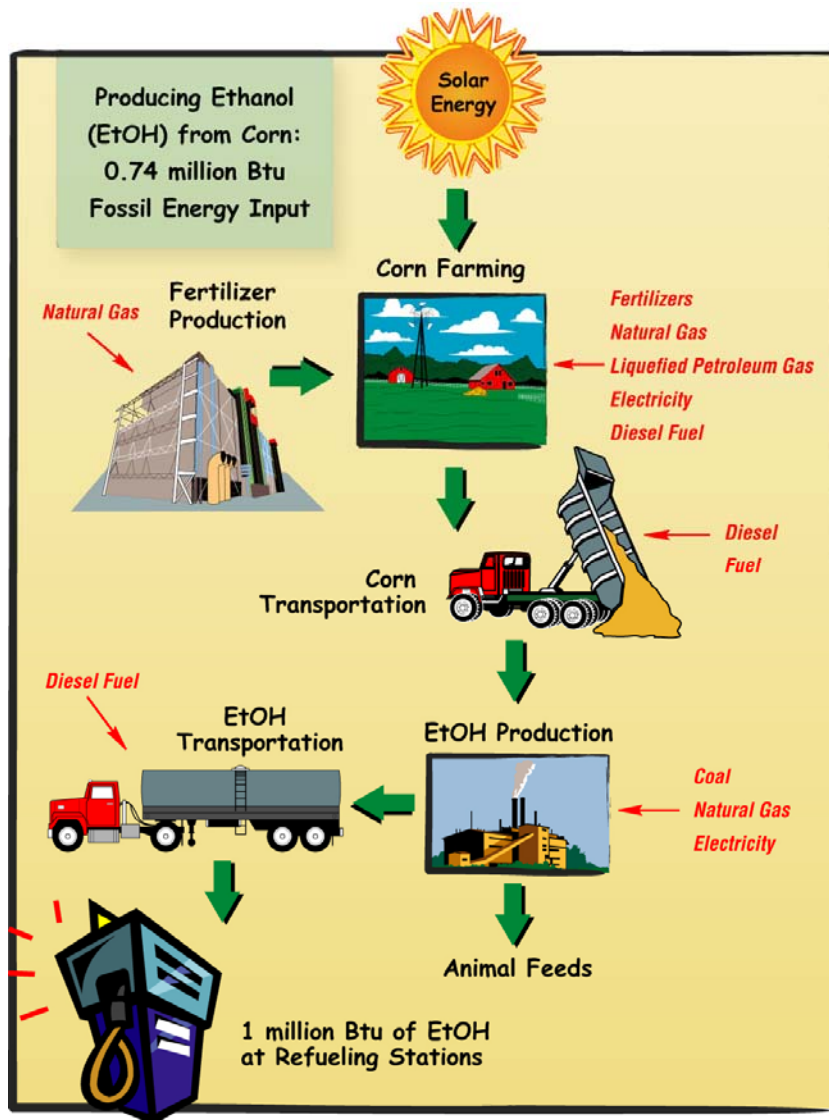 Solar
Energy
Producing Ethanol
(EtOH) from Corn:
0.74 million Btu
Fossil Energy Input
Corn Farming
Fertilizer
Production
Natural Gas
Fertilizers
Natural Gas
Liquefied Petroleum Gas
Electricity
Diesel Fuel
Diesel
Fuel
Corn
Transportation
Diesel Fuel
EtOH
Transportation
EtOH Production
Coal
Natural Gas
Electricity
Animal Feeds
1 million Btu of EtOH
at Refueling Stations